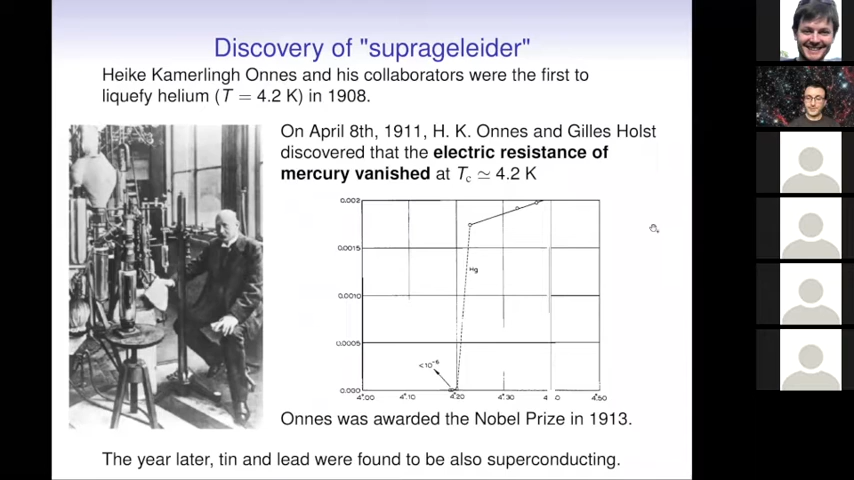 Discovery of "suprageleider"
Heike Kamerlingh Onnes and his collaborators were the first to
liquefy helium (T = 4.2 K) in 1908.
On April 8th, 1911, H. K. Onnes and Gilles Holst
discovered that the electric resistance of
mercury vanished at Tc ≃ 4.2 K
0.002
0.0015
Hg
0.0010
0.0005
<10⁻⁶
0.000
4.00 4.10 4.20 4.30 4 0 4.50
Onnes was awarded the Nobel Prize in 1913.
The year later, tin and lead were found to be also superconducting.